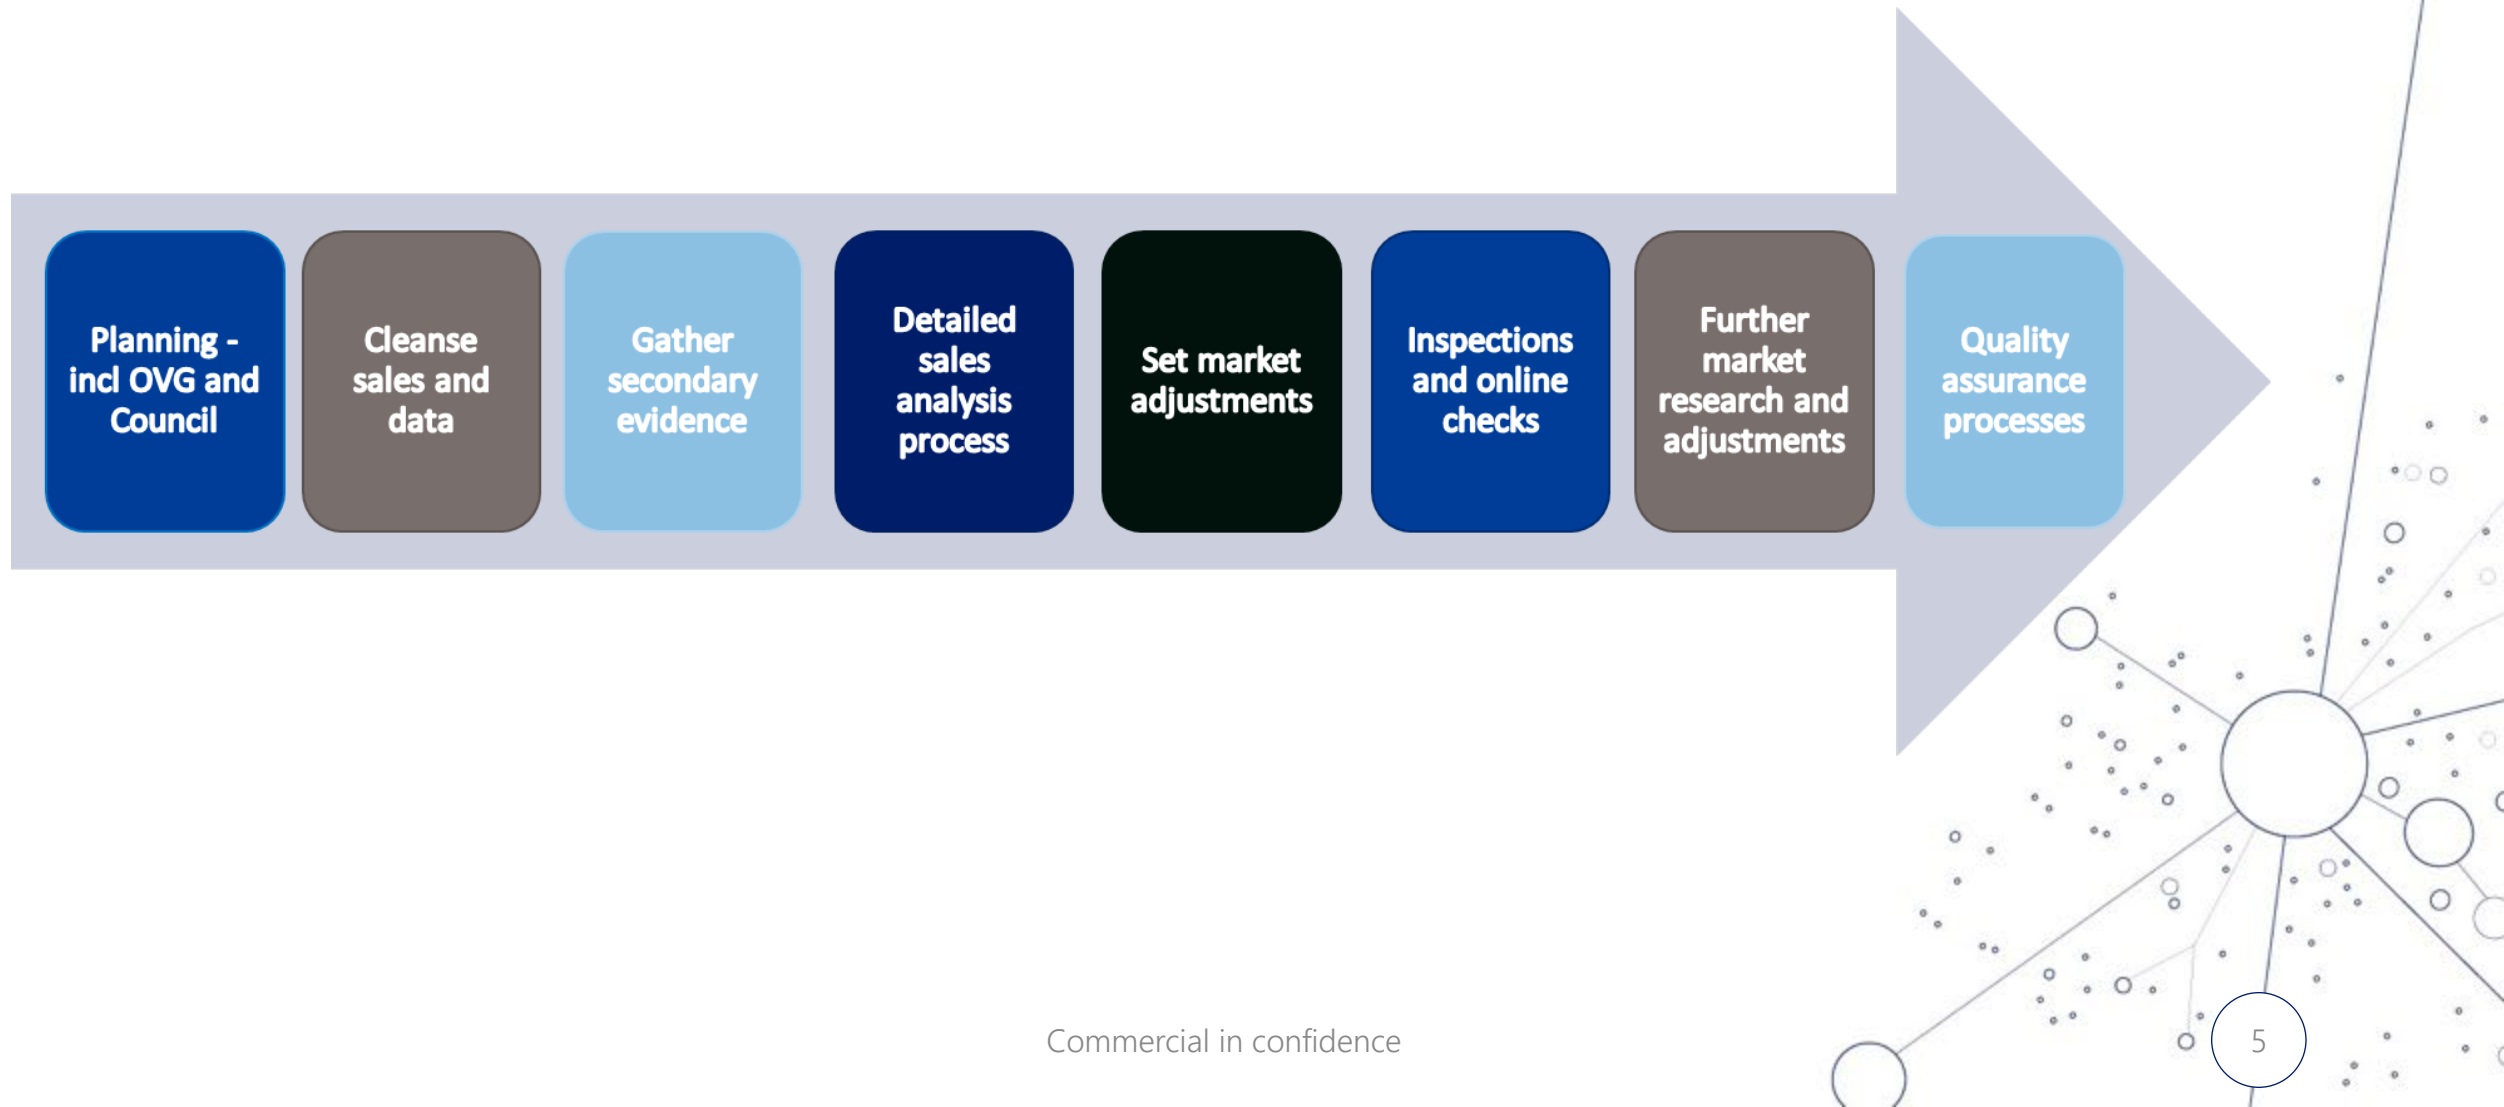 Planning -
incl OVG and
Council
Cleanse
sales and
data
Gather
secondary
evidence
Detailed
sales
analysis
process
Set market
adjustments
Inspections
and online
checks
Further
market
research and
adjustments
Quality
assurance
processes
Commercial in confidence
5